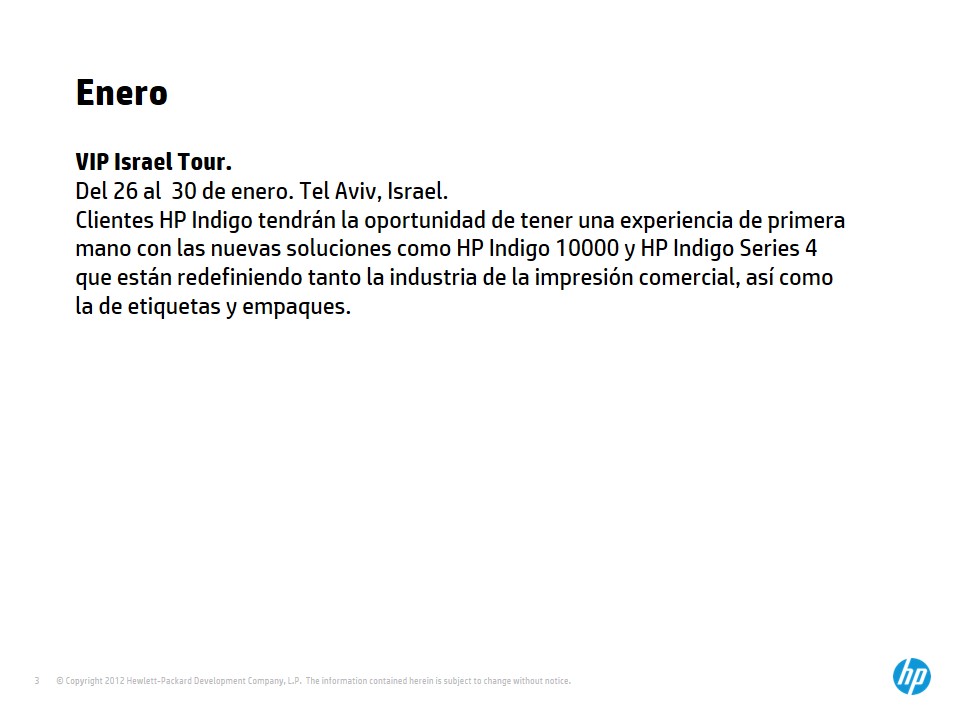 Enero
VIP Israel Tour.
Del 26 al  30 de enero. Tel Aviv, Israel.
Clientes HP Indigo tendrán la oportunidad de tener una experiencia de primera
mano con las nuevas soluciones como HP Indigo 10000 y HP Indigo Series 4
que están redefiniendo tanto la industria de la impresión comercial, así como
la de etiquetas y empaques.
3 © Copyright 2012 Hewlett-Packard Development Company, L.P.  The information contained herein is subject to change without notice.
hp